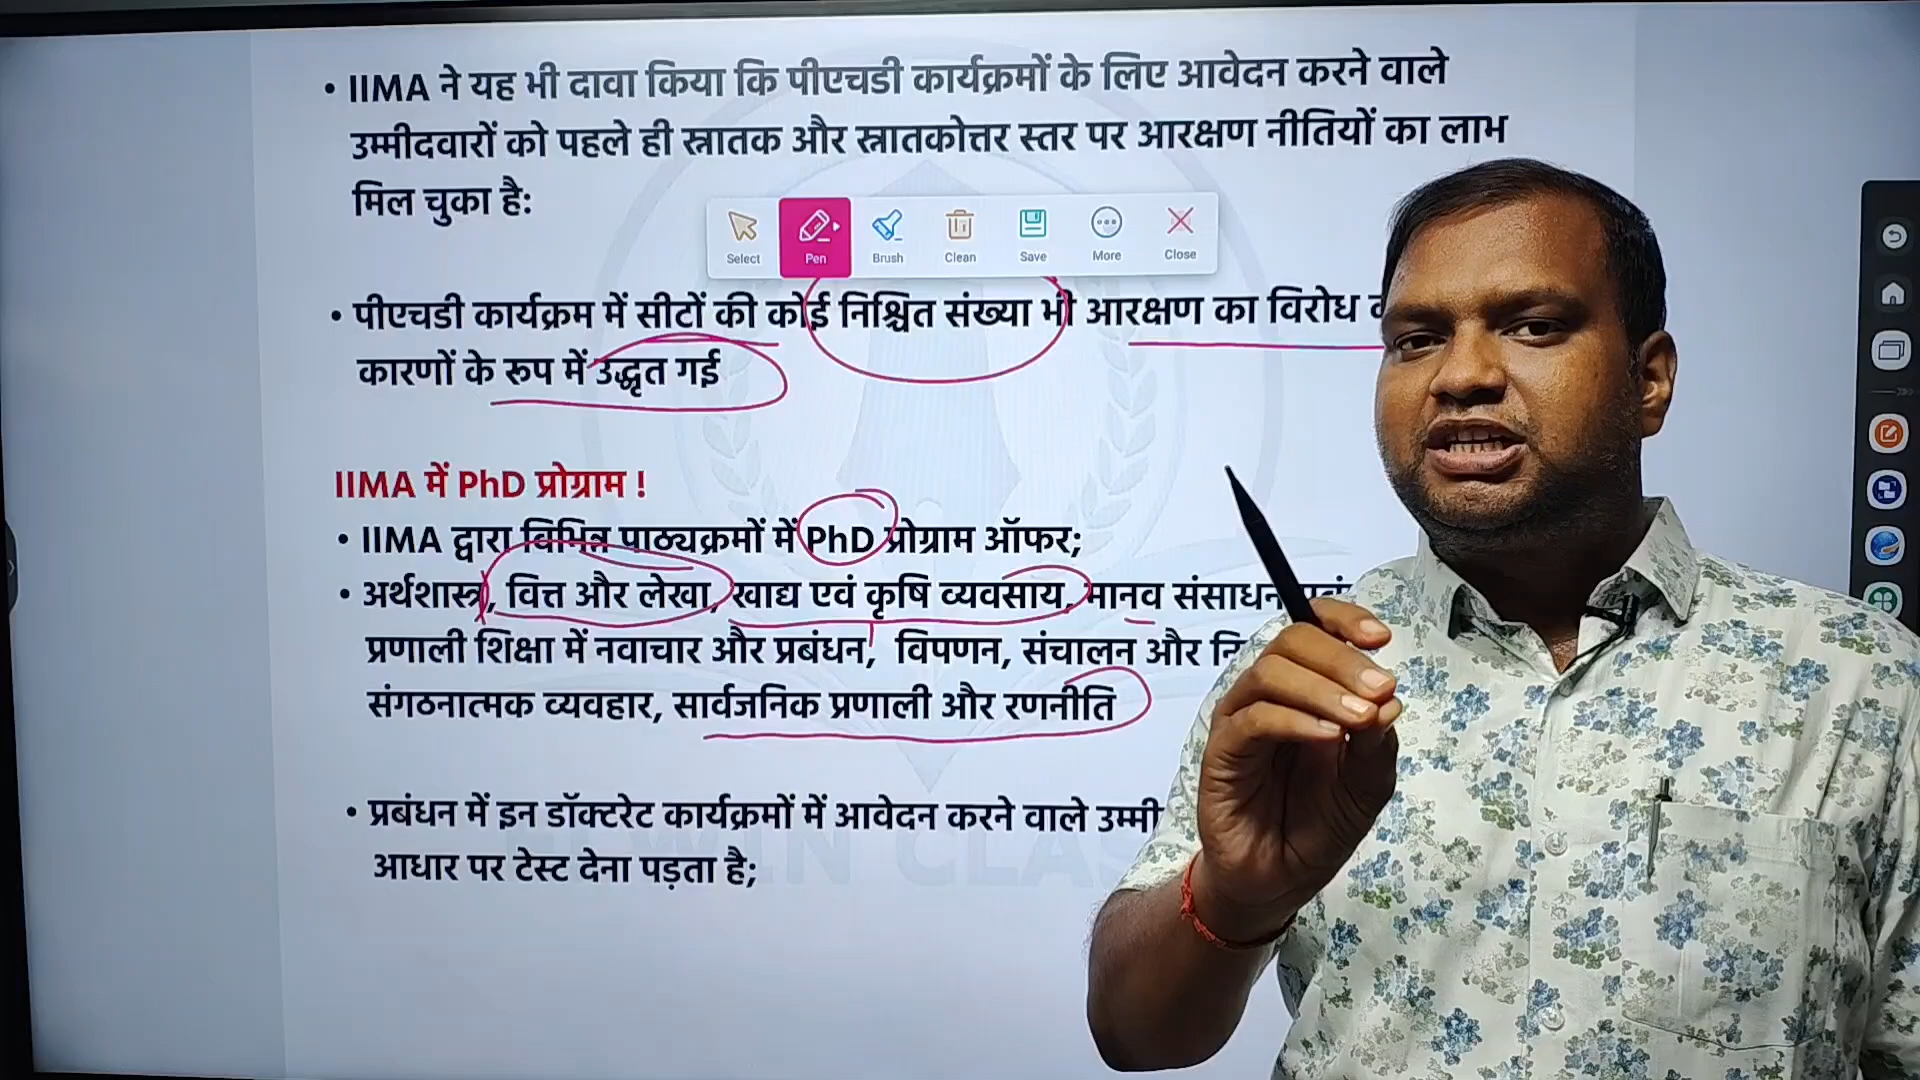 • IIMA ने यह भी दावा किया कि पीएचडी कार्यक्रमों के लिए आवेदन करने वाले
उम्मीदवारों को पहले ही स्नातक और स्नातकोत्तर स्तर पर आरक्षण नीतियों का लाभ
मिल चुका है:
Select Pen Brush Clean Save More Close
• पीएचडी कार्यक्रम में सीटों की कोई निश्चित संख्या भी आरक्षण का विरोध
कारणों के रूप में उद्धृत गई
IIMA में PhD प्रोग्राम !
• IIMA द्वारा विभिन्न पाठ्यक्रमों में PhD प्रोग्राम ऑफर;
• अर्थशास्त्र, वित्त और लेखा, खाद्य एवं कृषि व्यवसाय, मानव संसाधन एवं
प्रणाली शिक्षा में नवाचार और प्रबंधन, विपणन, संचालन और
संगठनात्मक व्यवहार, सार्वजनिक प्रणाली और रणनीति
• प्रबंधन में इन डॉक्टरेट कार्यक्रमों में आवेदन करने वाले
आधार पर टेस्ट देना पड़ता है;